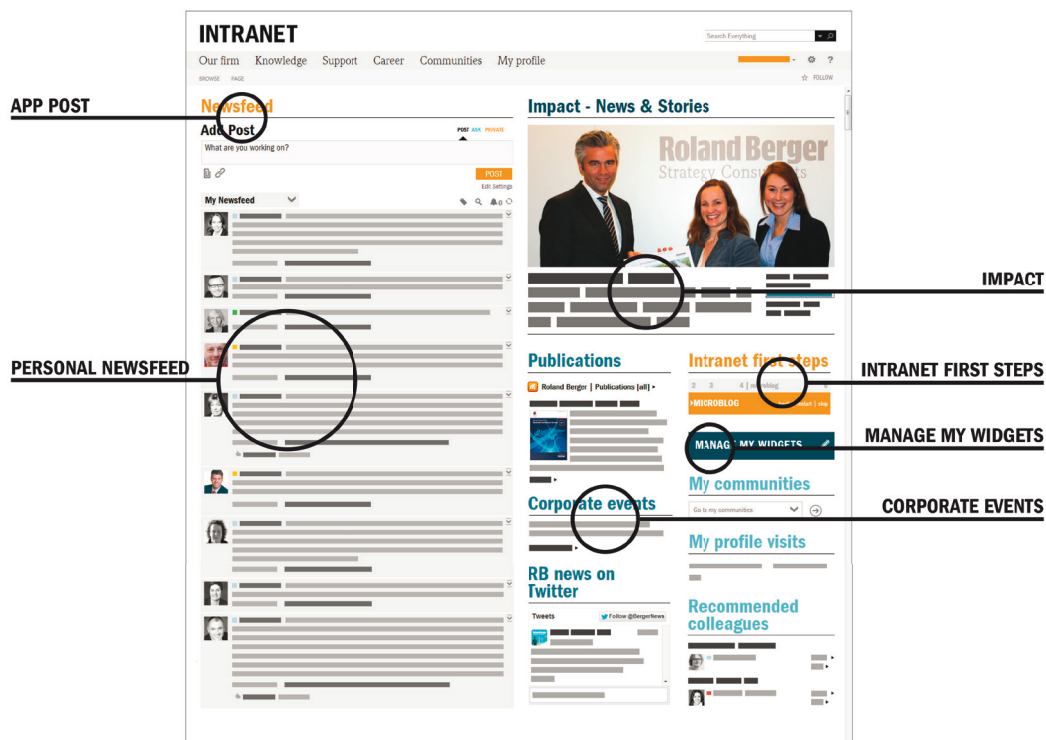 INTRANET
Search Everything
Our firm Knowledge Support Career Communities My profile
?
BROWSE PAGE
FOLLOW
APP POST
Newsfeed
Add Post
POST ASK PRIVATE
What are you working on?
POST
Edit Settings
My Newsfeed
0
PERSONAL NEWSFEED
Impact - News & Stories
Roland Berger
Strategy Consultants
IMPACT
Publications
Roland Berger | Publications [all]
Intranet first steps
2 3 4 | microblog
INTRANET FIRST STEPS
MICROBLOG
skip
MANAGE MY WIDGETS
MANAGE MY WIDGETS
My communities
Go to my communities
Corporate events
CORPORATE EVENTS
My profile visits
RB news on
Twitter
Tweets
Follow @BergerNews
Recommended
colleagues